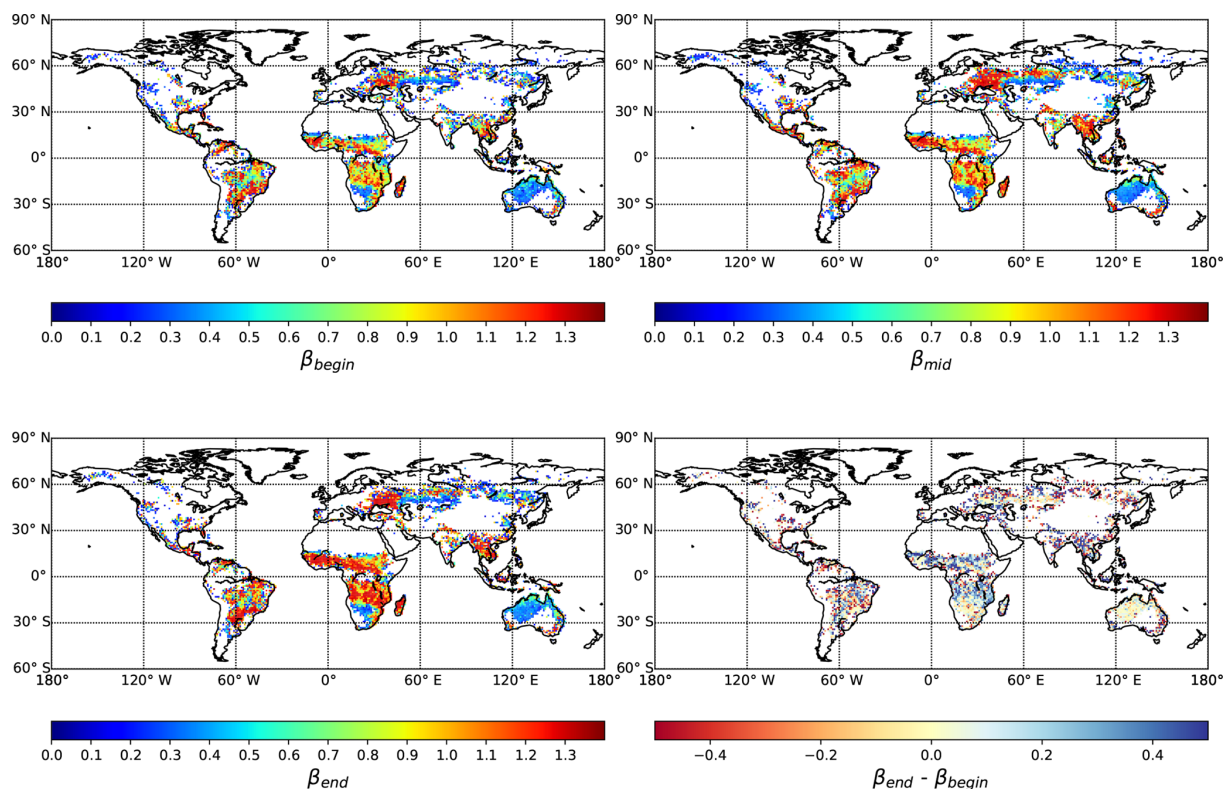 90° N 90° N
60° N 60° N
30° N 30° N
0° 0°
30° S 30° S
60° S 60° S
180° 120° W 60° W 0° 60° E 120° E 180° 180° 120° W 60° W 0° 60° E 120° E 180°
0.0 0.1 0.2 0.3 0.4 0.5 0.6 0.7 0.8 0.9 1.0 1.1 1.2 1.3 0.0 0.1 0.2 0.3 0.4 0.5 0.6 0.7 0.8 0.9 1.0 1.1 1.2 1.3
βbegin βmid
90° N 90° N
60° N 60° N
30° N 30° N
0° 0°
30° S 30° S
60° S 60° S
180° 120° W 60° W 0° 60° E 120° E 180° 180° 120° W 60° W 0° 60° E 120° E 180°
0.0 0.1 0.2 0.3 0.4 0.5 0.6 0.7 0.8 0.9 1.0 1.1 1.2 1.3 −0.4 −0.2 0.0 0.2 0.4
βend βend - βbegin